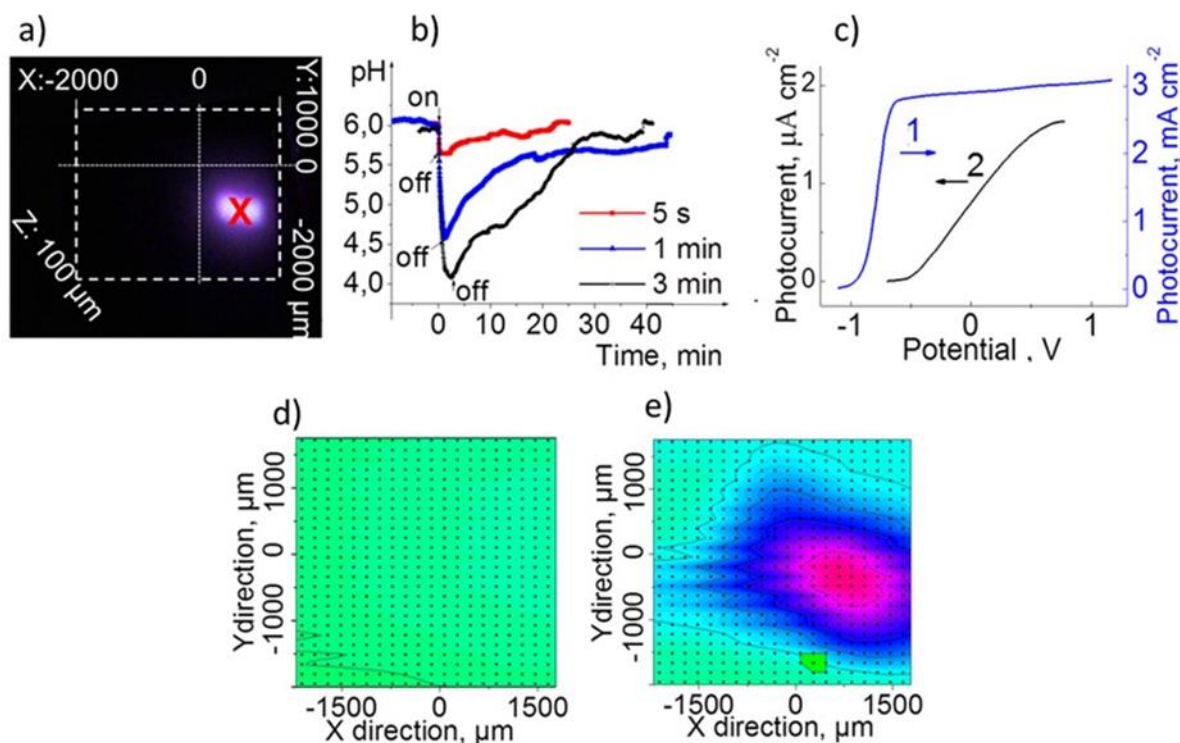 a)
X:-2000 0
Y:1000 0 -2000 µm
Z: 100 µm
X
b)
pH
on
6,0
5,5
5,0
4,5
4,0
off
off
off
5 s
1 min
3 min
0 10 20 30 40
Time, min
c)
Photocurrent, µA cm-2
2
1
0
1
2
Photocurrent, mA cm-2
3
2
1
0
-1 0 1
Potential , V
d)
Ydirection, µm
1000
0
-1000
-1500 0 1500
X direction, µm
e)
Ydirection, µm
1000
0
-1000
-1500 0 1500
X direction, µm